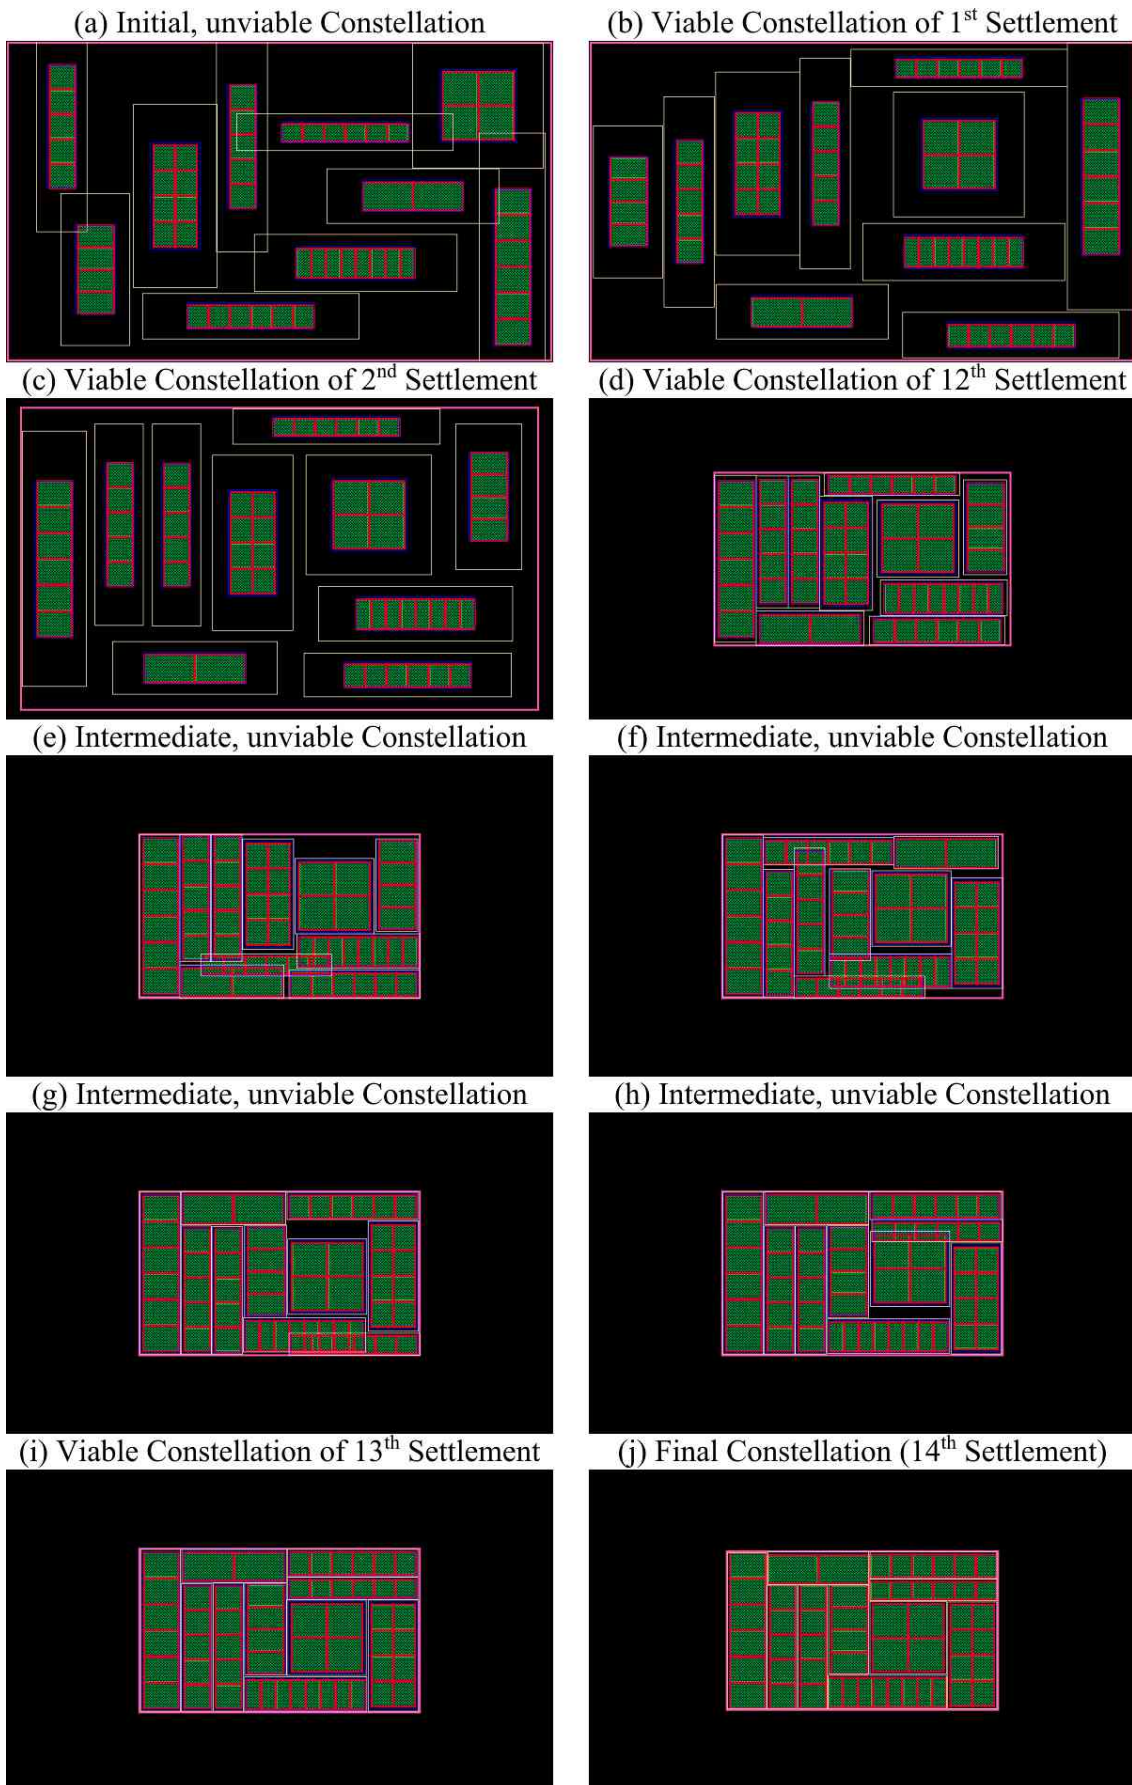 (a) Initial, unviable Constellation
(b) Viable Constellation of 1st Settlement
(c) Viable Constellation of 2nd Settlement
(d) Viable Constellation of 12th Settlement
(e) Intermediate, unviable Constellation
(f) Intermediate, unviable Constellation
(g) Intermediate, unviable Constellation
(h) Intermediate, unviable Constellation
(i) Viable Constellation of 13th Settlement
(j) Final Constellation (14th Settlement)